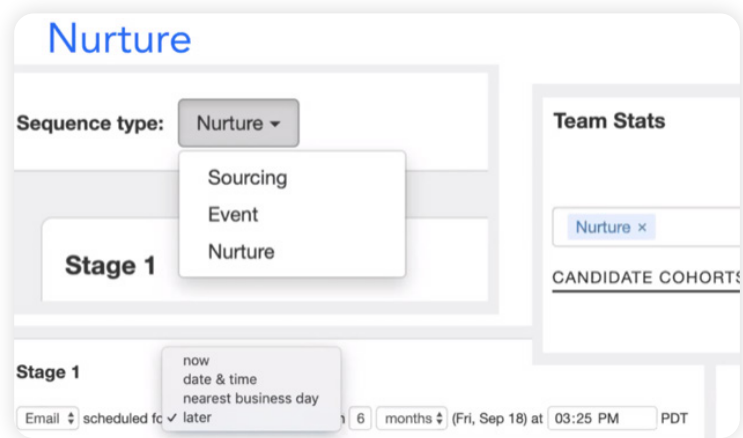 Nurture
Sequence type: Nurture
Sourcing
Event
Nurture
Stage 1
Team Stats
Nurture ×
CANDIDATE COHORTS
Stage 1
now
date & time
nearest business day
✓ later
Email scheduled 6 months (Fri, Sep 18) at 03:25 PM PDT